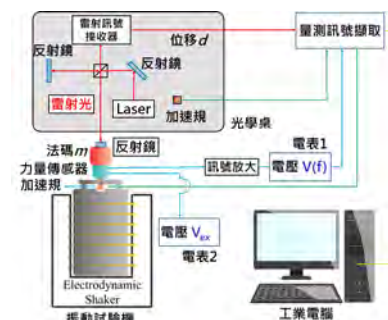 雷射訊號
接收器
位移d
量測訊號擷取
反射鏡
反射鏡
雷射光
Laser
加速規
光學桌
法碼m
反射鏡
電表1
力量傳感器
訊號放大
電壓 V(f)
加速規
電壓 Vex
電表2
Electrodynamic
Shaker
振動試驗機
工業電腦